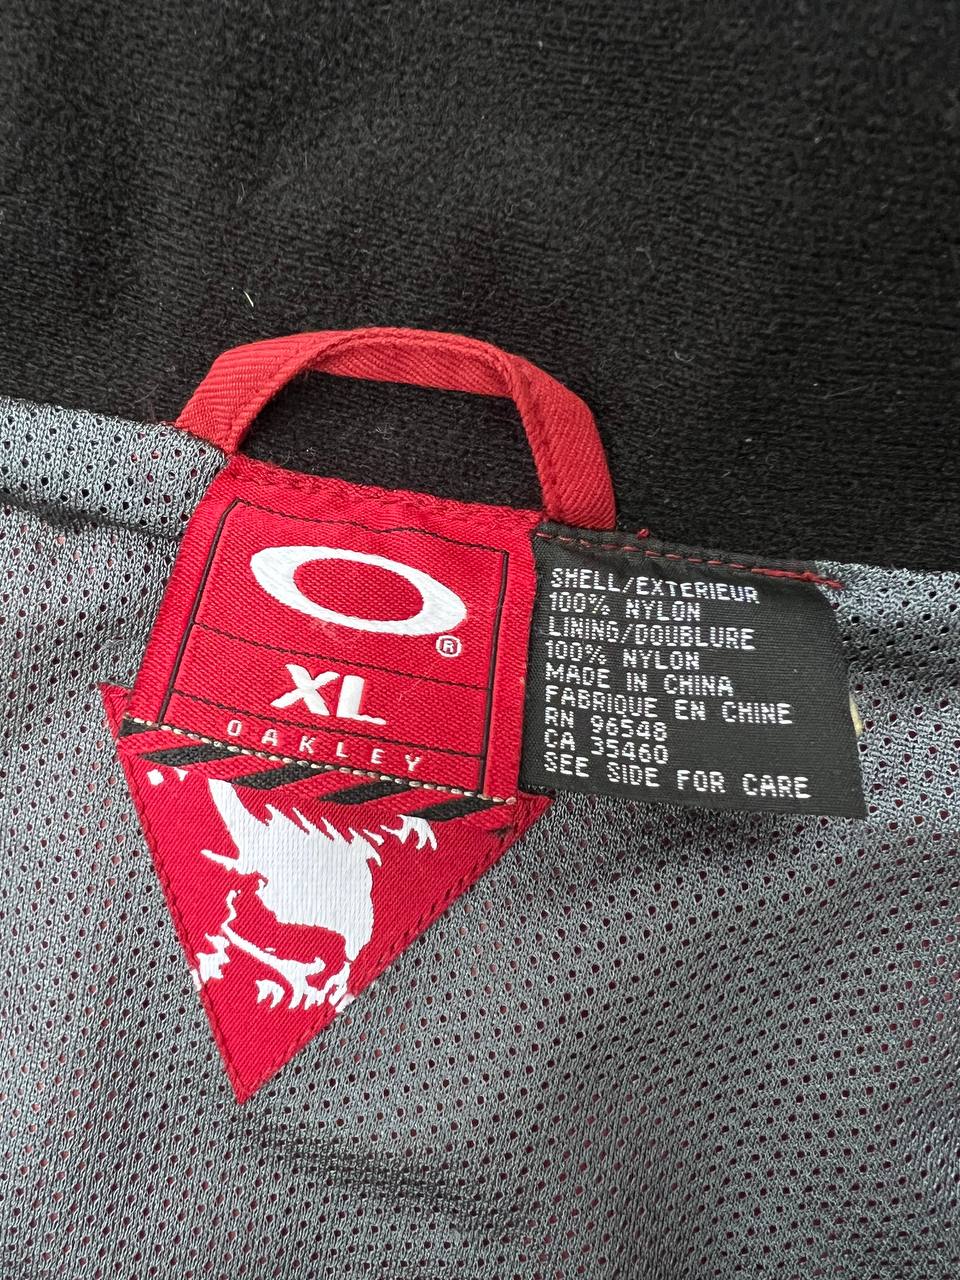 ®
XL
OAKLEY
SHELL/EXTERIEUR
100% NYLON
LINING/DOUBLURE
100% NYLON
MADE IN CHINA
FABRIQUE EN CHINE
RN 96548
CA 35460
SEE SIDE FOR CARE